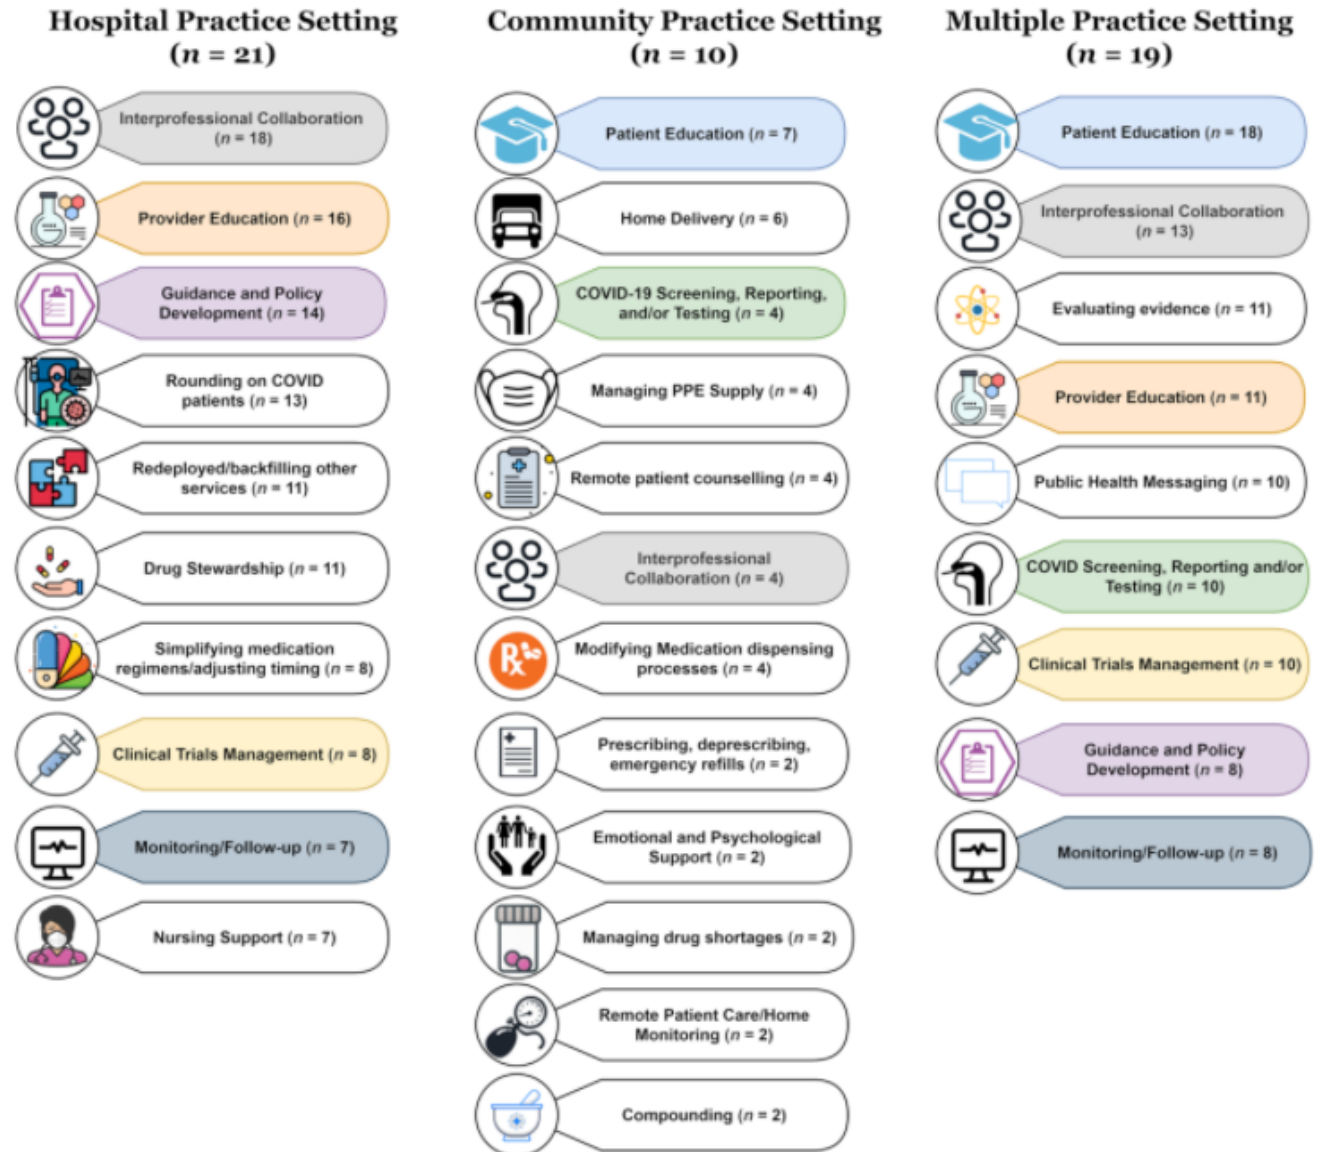 Hospital Practice Setting
(n = 21)
Interprofessional Collaboration
(n = 18)
Provider Education (n = 16)
Guidance and Policy
Development (n = 14)
Rounding on COVID
patients (n = 13)
Redeployed/backfilling other
services (n = 11)
Drug Stewardship (n = 11)
Simplifying medication
regimens/adjusting timing (n = 8)
Clinical Trials Management (n = 8)
Monitoring/Follow-up (n = 7)
Nursing Support (n = 7)
Community Practice Setting
(n = 10)
Patient Education (n = 7)
Home Delivery (n = 6)
COVID-19 Screening, Reporting,
and/or Testing (n = 4)
Managing PPE Supply (n = 4)
Remote patient counselling (n = 4)
Interprofessional
Collaboration (n = 4)
Rx
Modifying Medication dispensing
processes (n = 4)
Prescribing, deprescribing,
emergency refills (n = 2)
Emotional and Psychological
Support (n = 2)
Managing drug shortages (n = 2)
Remote Patient Care/Home
Monitoring (n = 2)
Compounding (n = 2)
Multiple Practice Setting
(n = 19)
Patient Education (n = 18)
Interprofessional Collaboration
(n = 13)
Evaluating evidence (n = 11)
Provider Education (n = 11)
Public Health Messaging (n = 10)
COVID Screening, Reporting and/or
Testing (n = 10)
Clinical Trials Management (n = 10)
Guidance and Policy
Development (n = 8)
Monitoring/Follow-up (n = 8)